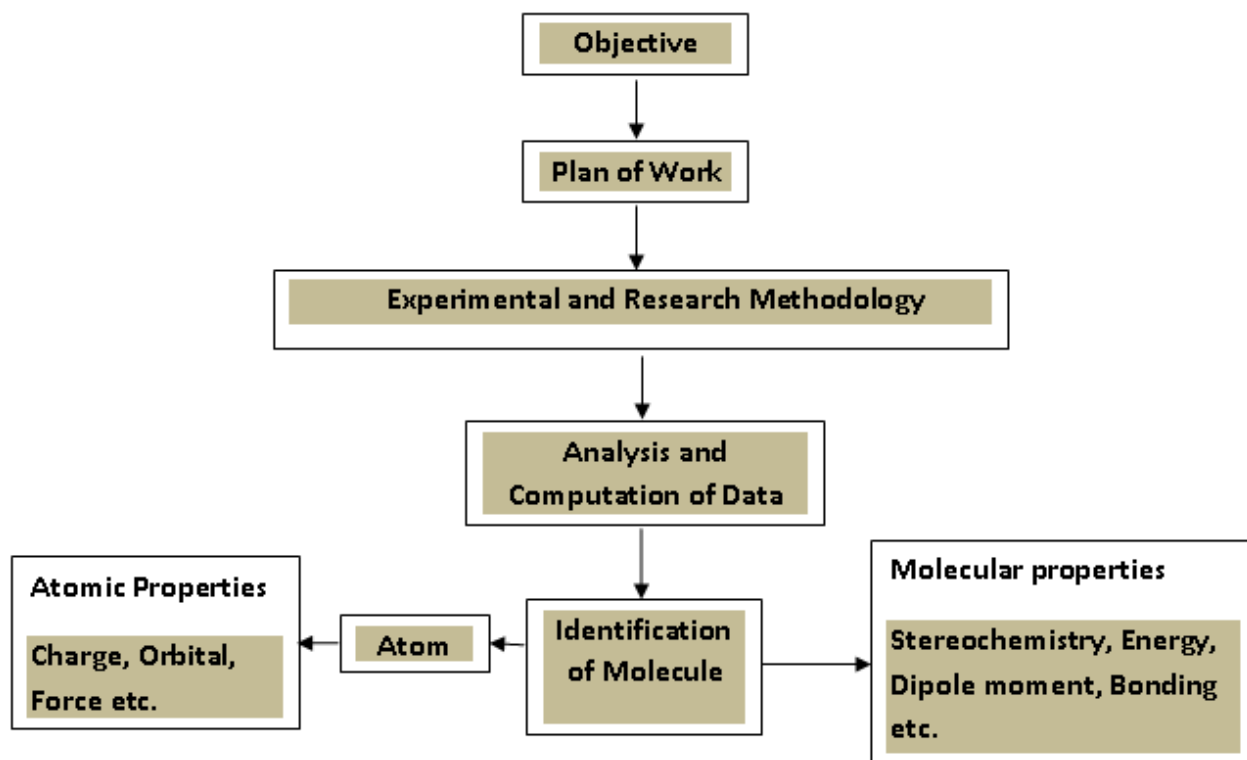 Objective
Plan of Work
Experimental and Research Methodology
Analysis and
Computation of Data
Atomic Properties
Charge, Orbital,
Force etc.
Atom
Identification
of Molecule
Molecular properties
Stereochemistry, Energy,
Dipole moment, Bonding
etc.